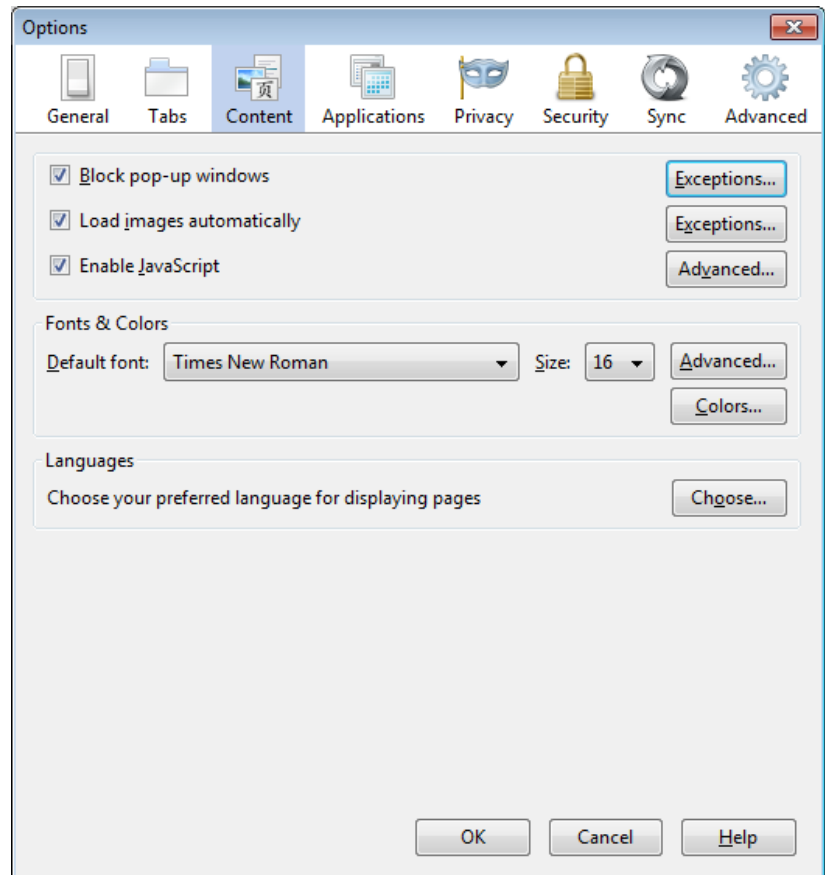 Options
General Tabs Content Applications Privacy Security Sync Advanced
页
Block pop-up windows Exceptions...
Load images automatically Exceptions...
Enable JavaScript Advanced...
Fonts & Colors
Default font: Times New Roman Size: 16 Advanced...
Colors...
Languages
Choose your preferred language for displaying pages Choose...
OK Cancel Help